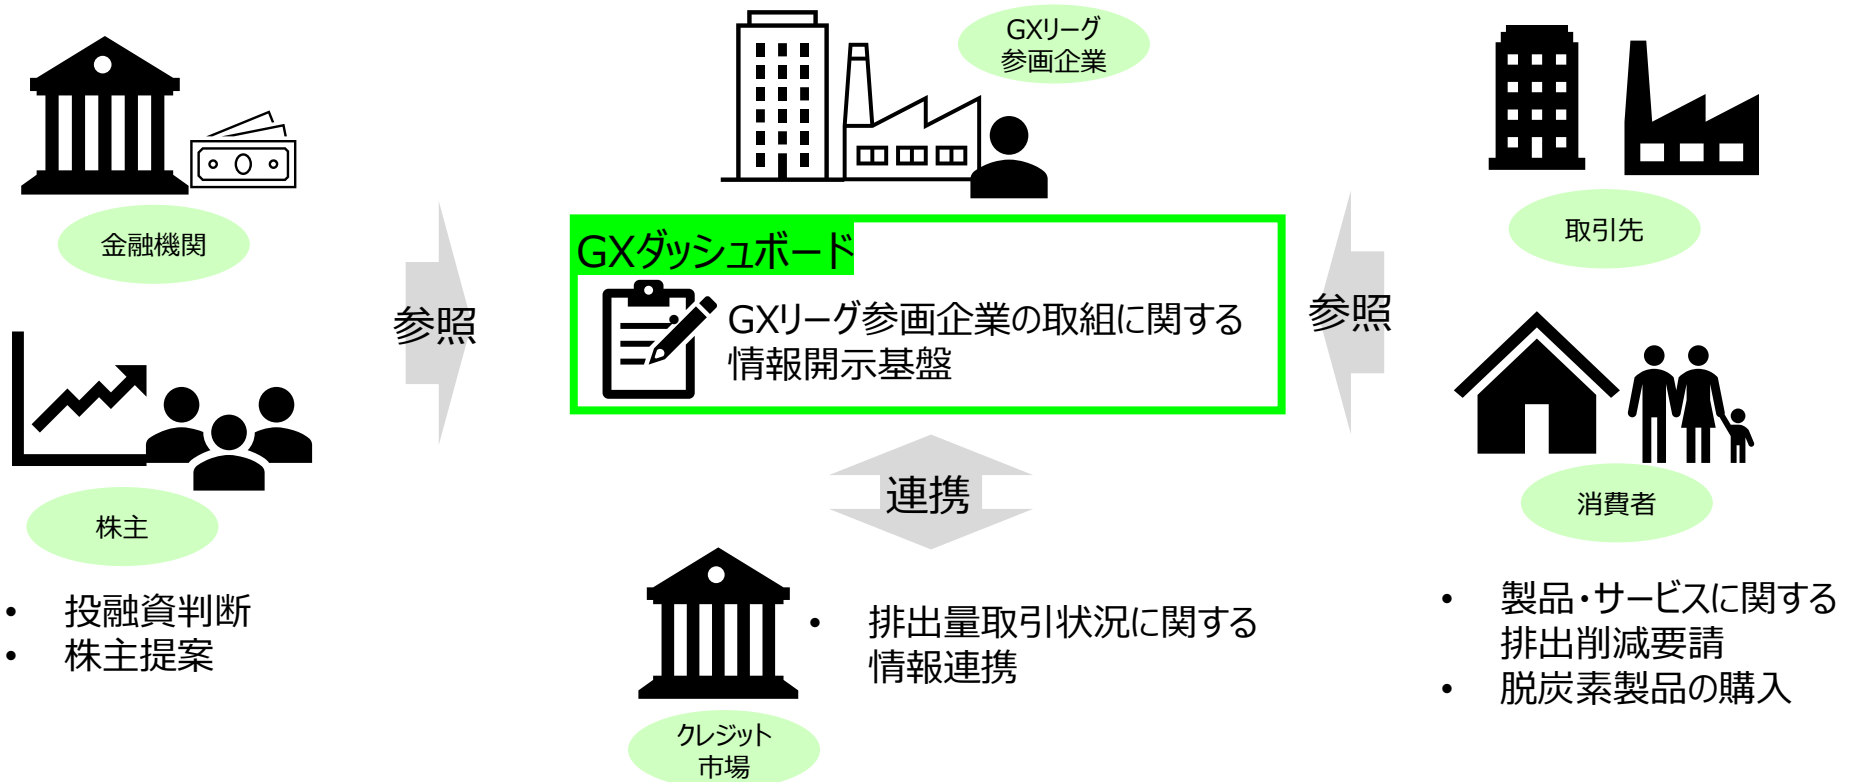 GXリーグ
参画企業
金融機関
取引先
GXダッシュボード
GXリーグ参画企業の取組に関する
情報開示基盤
参照
参照
株主
消費者
連携
• 投融資判断
• 株主提案
• 排出量取引状況に関する
情報連携
• 製品・サービスに関する
排出削減要請
• 脱炭素製品の購入
クレジット
市場